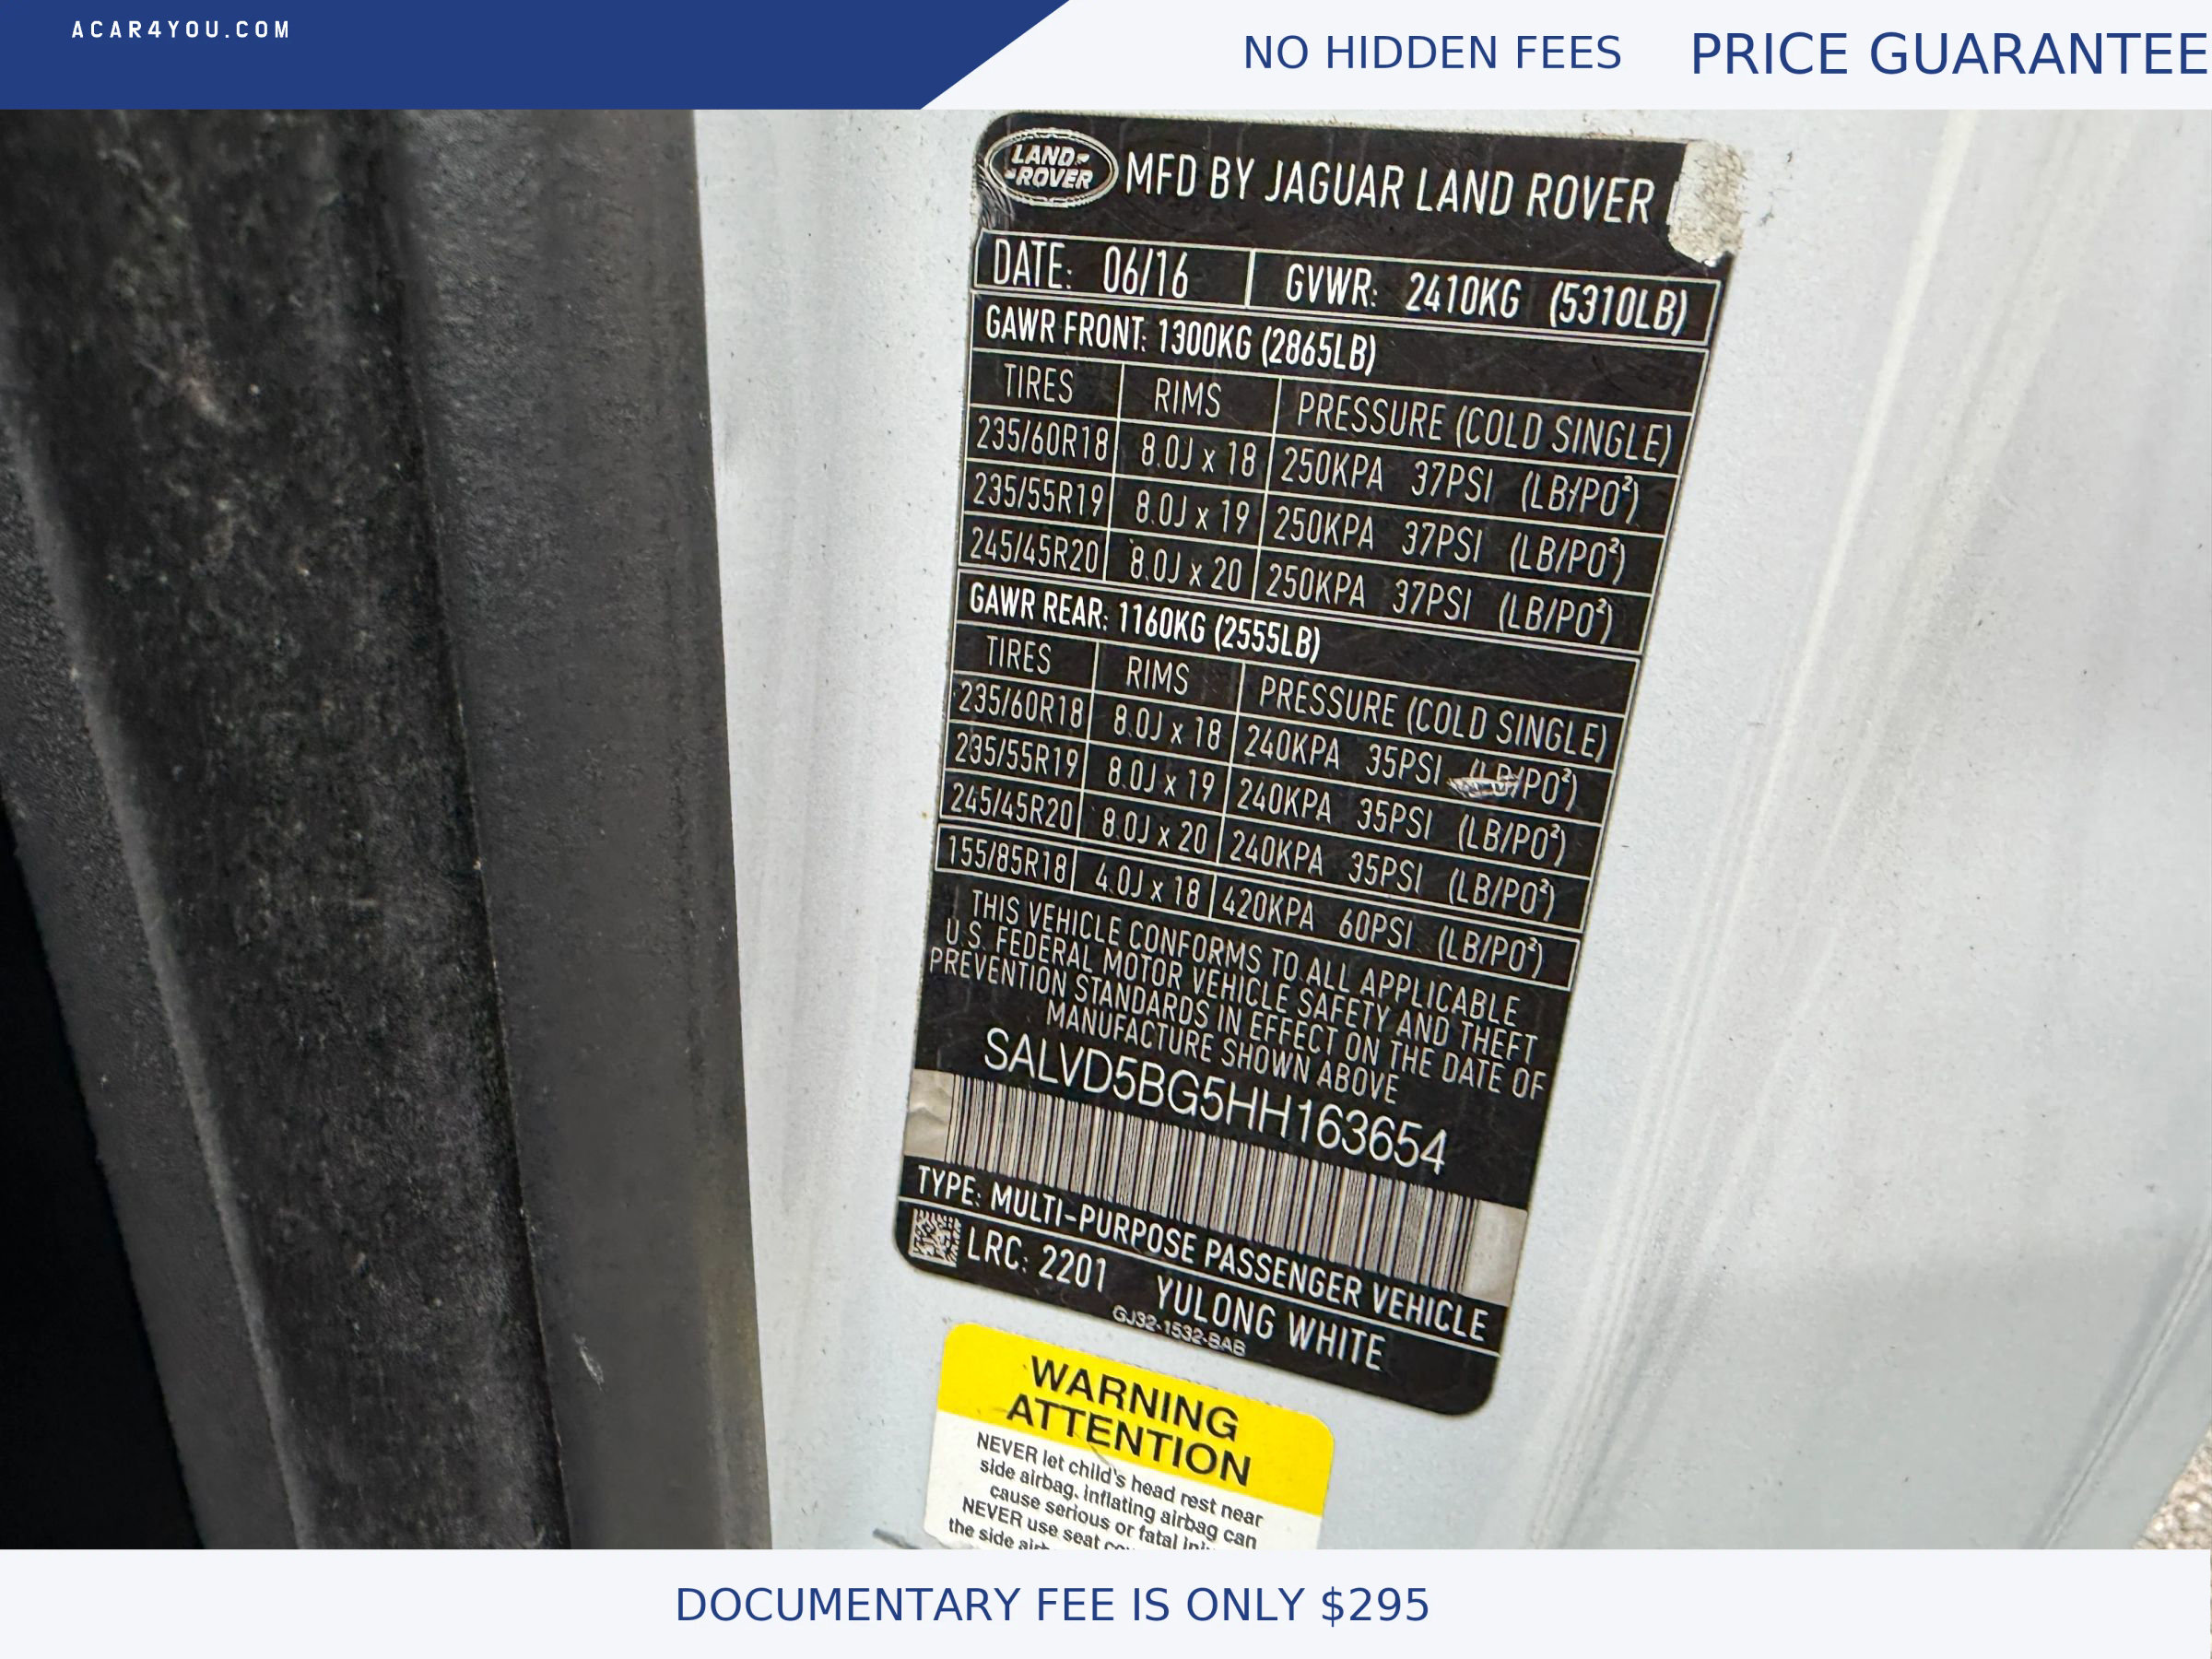 ACAR4YOU.COM
NO HIDDEN FEES PRICE GUARANTEE
LAND ROVER
MFD BY JAGUAR LAND ROVER
DATE: 06/16 GVWR: 2410KG (5310LB)
GAWR FRONT: 1300KG (2865LB)
TIRES RIMS PRESSURE (COLD SINGLE)
235/60R18 8.0J x 18 250KPA 37PSI (LB/PO²)
235/55R19 8.0J x 19 250KPA 37PSI (LB/PO²)
245/45R20 8.0J x 20 250KPA 37PSI (LB/PO²)
GAWR REAR: 1160KG (2555LB)
TIRES RIMS PRESSURE (COLD SINGLE)
235/60R18 8.0J x 18 240KPA 35PSI (LB/PO²)
235/55R19 8.0J x 19 240KPA 35PSI (LB/PO²)
245/45R20 8.0J x 20 240KPA 35PSI (LB/PO²)
155/85R18 4.0J x 18 420KPA 60PSI (LB/PO²)
THIS VEHICLE CONFORMS TO ALL APPLICABLE
U.S. FEDERAL MOTOR VEHICLE SAFETY AND THEFT
PREVENTION STANDARDS IN EFFECT ON THE DATE OF
MANUFACTURE SHOWN ABOVE
SALVD5BG5HH163654
TYPE: MULTI-PURPOSE PASSENGER VEHICLE
LRC: 2201 YULONG WHITE
GJ32-1532-BAB
WARNING
ATTENTION
NEVER let child's head rest near
side airbag. inflating airbag can
cause serious or fatal
NEVER use seat
the side
DOCUMENTARY FEE IS ONLY $295